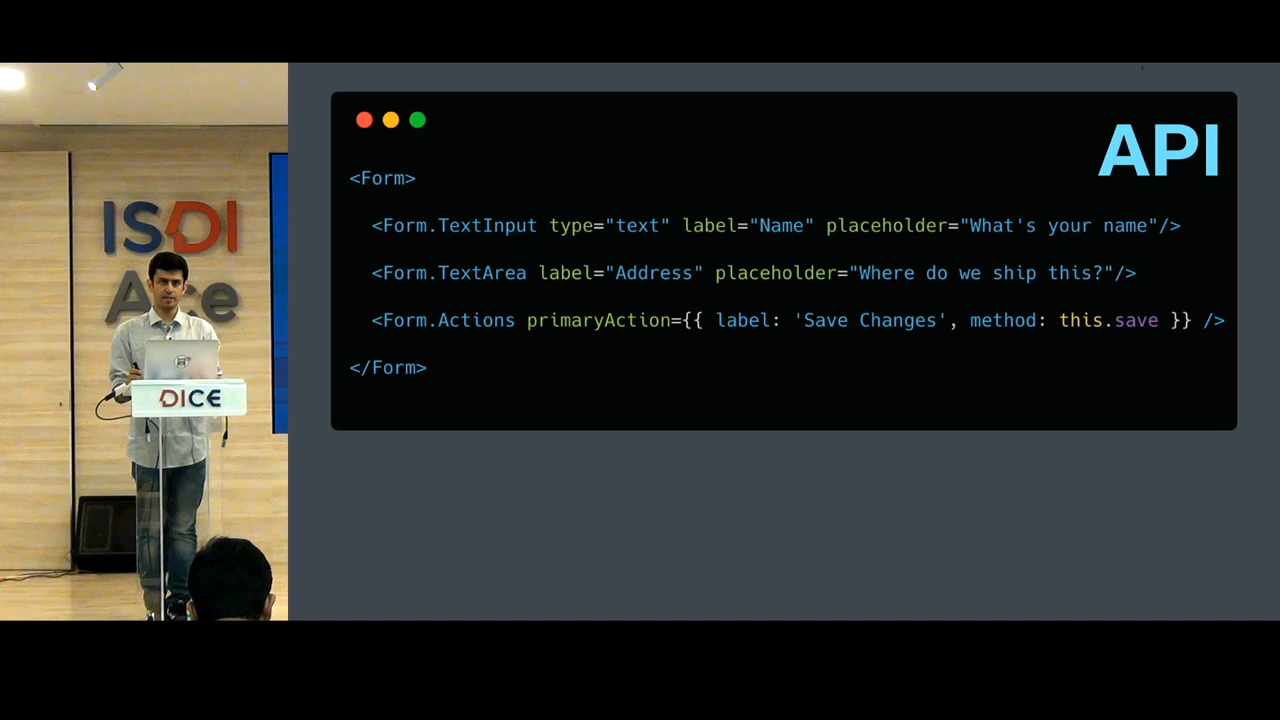 ISDI
Ace
DICE
API
<Form>
<Form.TextInput type="text" label="Name" placeholder="What's your name"/>
<Form.TextArea label="Address" placeholder="Where do we ship this?"/>
<Form.Actions primaryAction={{ label: 'Save Changes', method: this.save }} />
</Form>